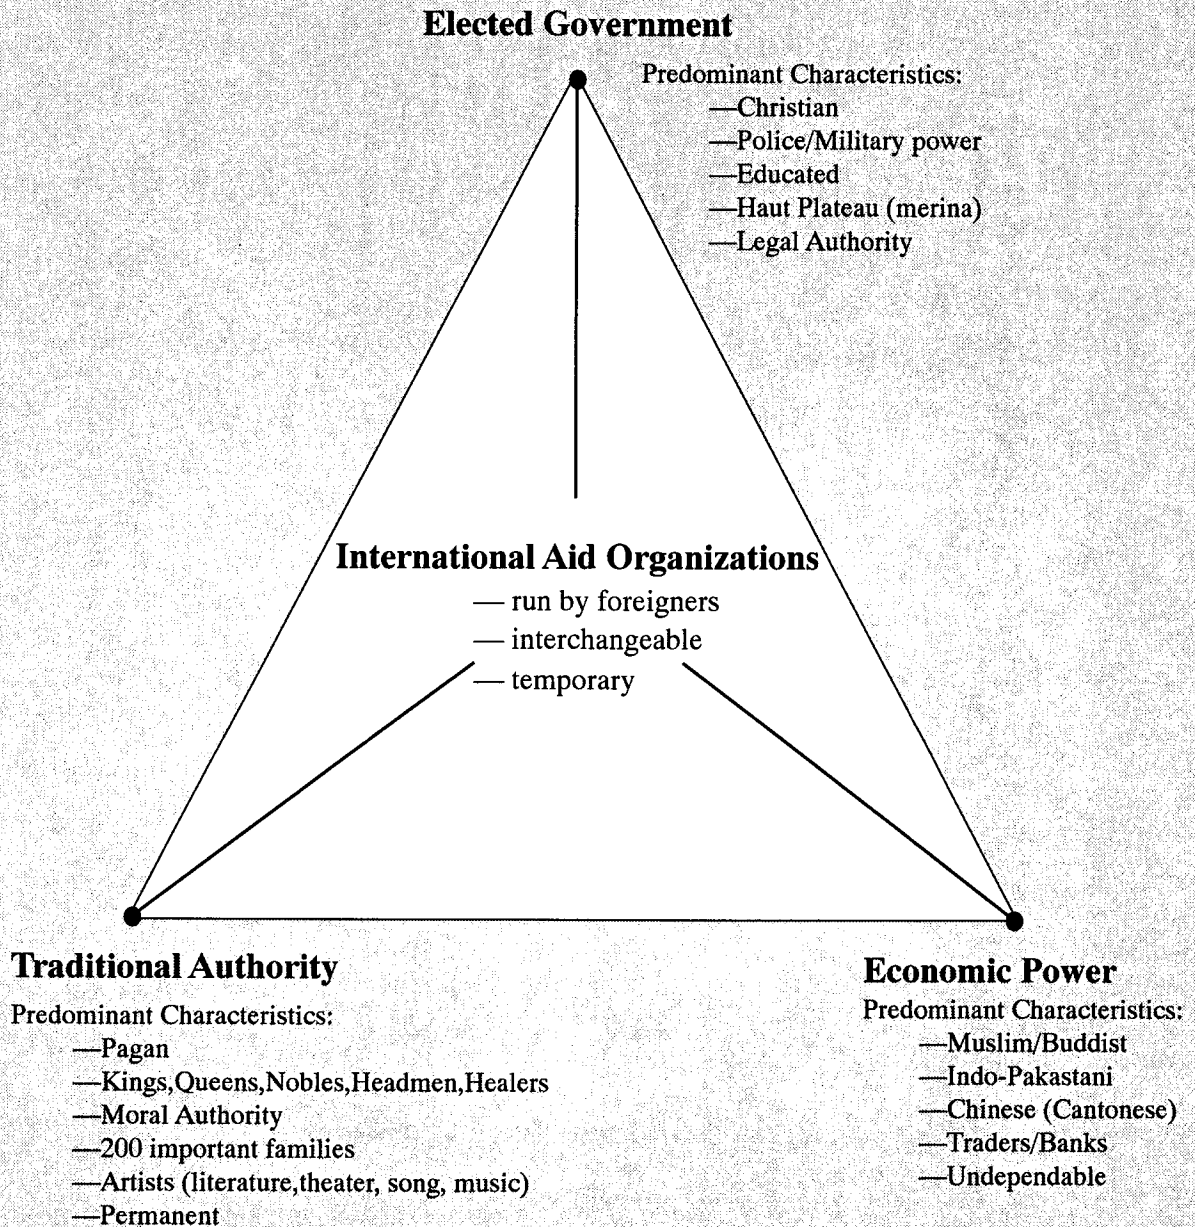 Elected Government
Predominant Characteristics:
—Christian
—Police/Military power
—Educated
—Haut Plateau (merina)
—Legal Authority
International Aid Organizations
— run by foreigners
— interchangeable
— temporary
Traditional Authority
Predominant Characteristics:
—Pagan
—Kings,Queens,Nobles,Headmen,Healers
—Moral Authority
—200 important families
—Artists (literature,theater, song, music)
—Permanent
Economic Power
Predominant Characteristics:
—Muslim/Buddist
—Indo-Pakastani
—Chinese (Cantonese)
—Traders/Banks
—Undependable